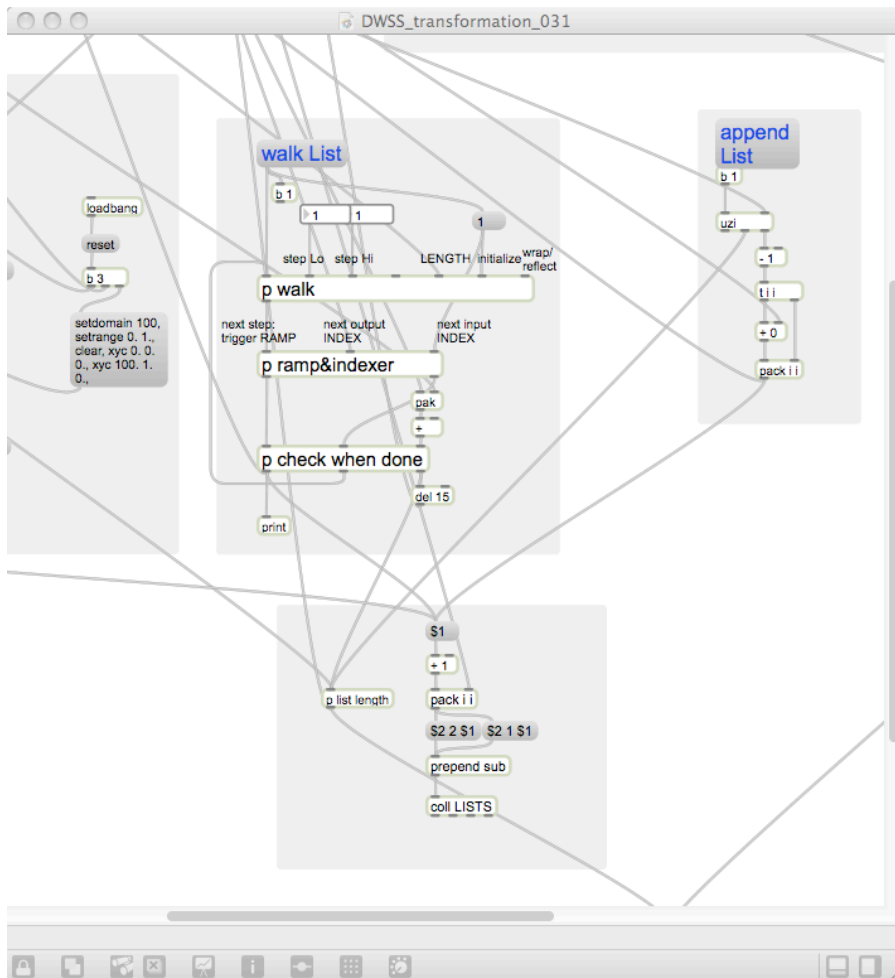 DWSS_transformation_031
append
List
b 1
uzi
- 1
t i i
+ 0
pack i i
walk List
b 1
1
1
1
step Lo
step Hi
LENGTH
initialize
wrap/
reflect
p walk
next step:
trigger RAMP
next output
INDEX
next input
INDEX
p ramp&indexer
pak
+
p check when done
del 15
print
loadbang
reset
b 3
setdomain 100,
setrange 0. 1.,
clear, xyc 0. 0.
0., xyc 100. 1.
0.,
$1
+ 1
p list length
pack i i
$2 2 $1
$2 1 $1
prepend sub
coll LISTS